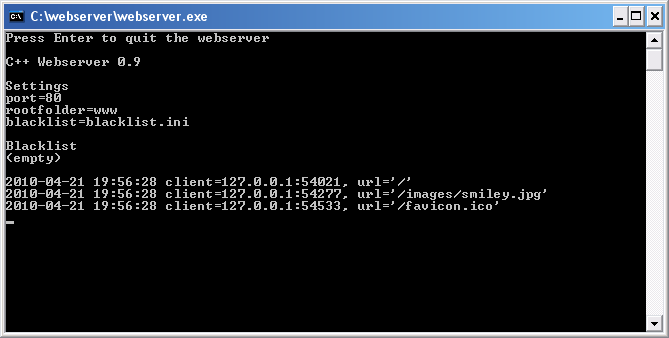 C:\webserver\webserver.exe
Press Enter to quit the webserver
C++ Webserver 0.9
Settings
port=80
rootfolder=www
blacklist=blacklist.ini
Blacklist
(empty)
2010-04-21 19:56:28 client=127.0.0.1:54021, url='/'
2010-04-21 19:56:28 client=127.0.0.1:54277, url='/images/smiley.jpg'
2010-04-21 19:56:28 client=127.0.0.1:54533, url='/favicon.ico'